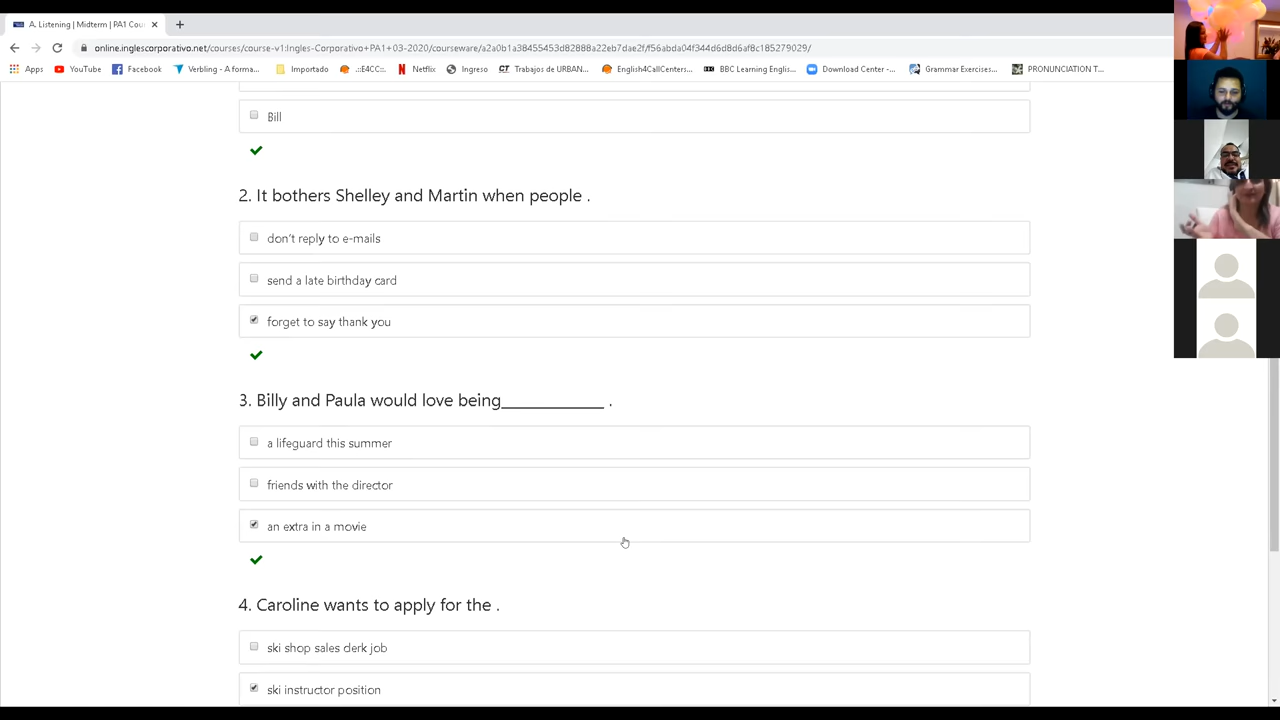 A. Listening | Midterm | PA1 Cou
online.inglescorporativo.net/courses/course-v1:Ingles-Corporativo+PA1+03-2020/courseware/
Apps YouTube Facebook Verbling - A forma... Importado .::E4CC::. Netflix Ingreso Trabajos de URBAN... English4CallCenters... BBC Learning Englis... Download Center -... Grammar Exercises... PRONUNCIATION T...
Bill
2. It bothers Shelley and Martin when people .
don't reply to e-mails
send a late birthday card
forget to say thank you
3. Billy and Paula would love being____________ .
a lifeguard this summer
friends with the director
an extra in a movie
4. Caroline wants to apply for the .
ski shop sales clerk job
ski instructor position